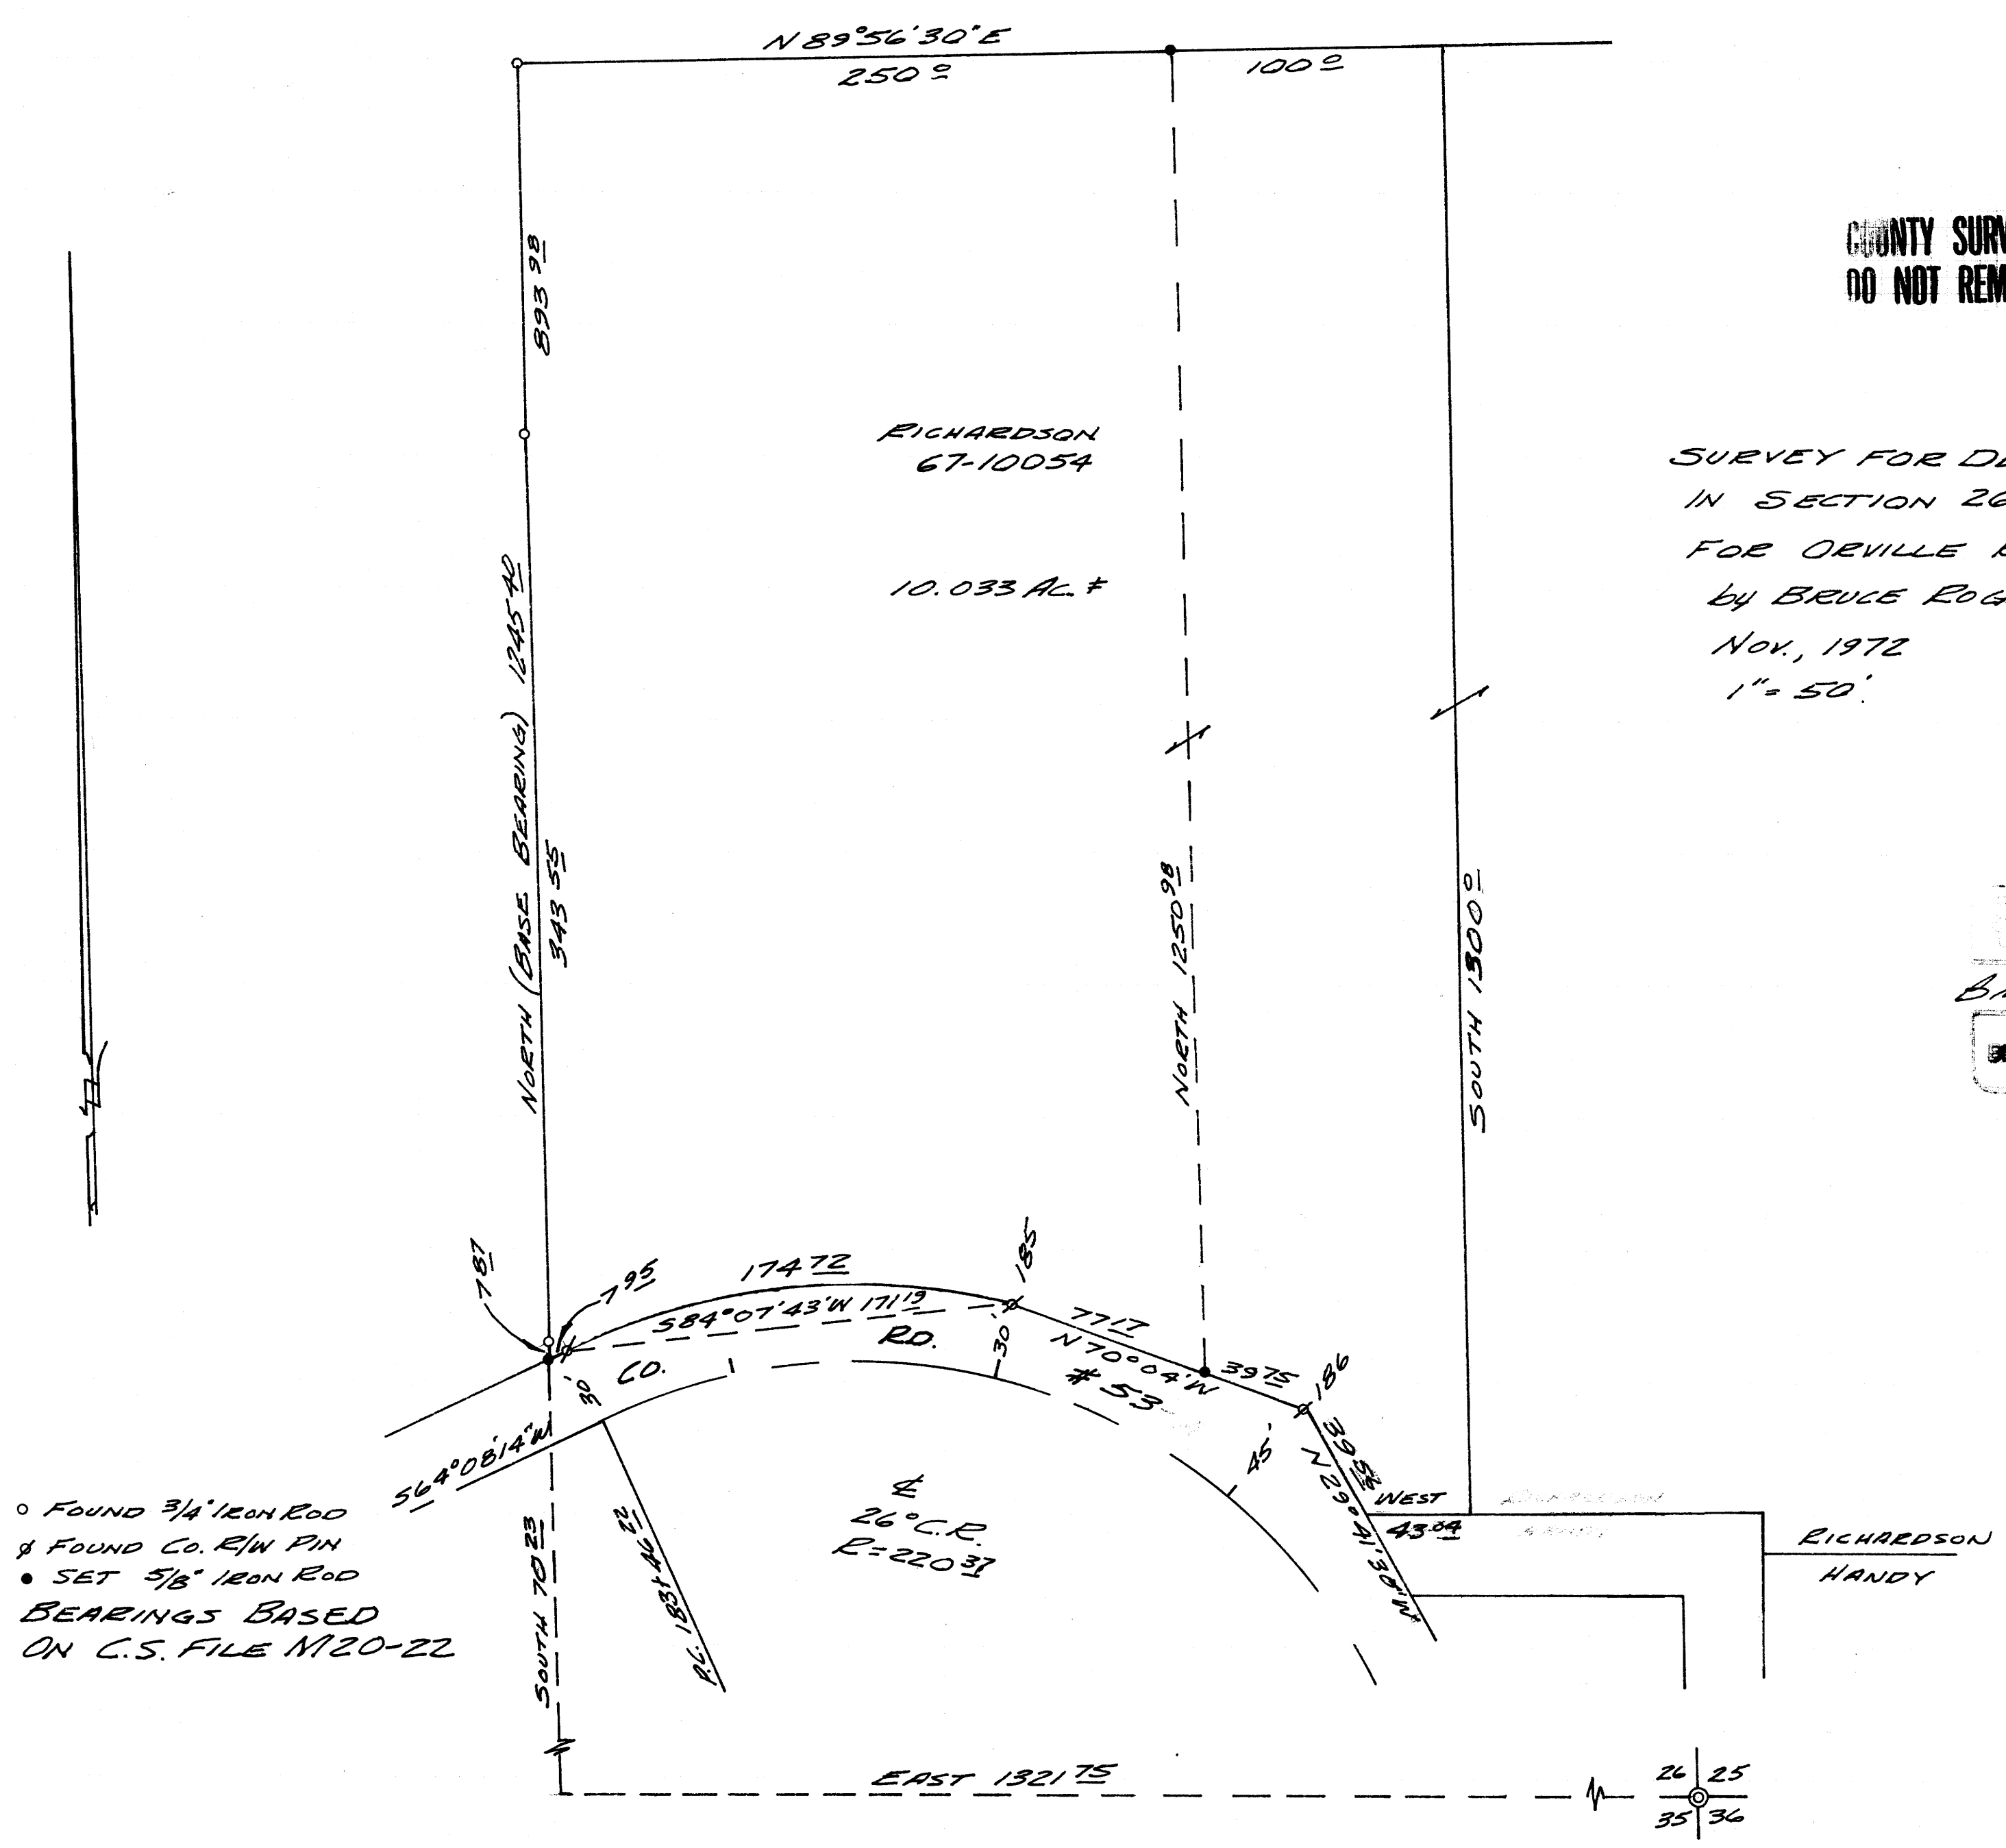 N 89°56'30" E
250 0
100 0
893 98
COUNTY SURV
DO NOT REM
RICHARDSON
67-10054
10.033 AC. ±
SURVEY FOR
IN SECTION 26
FOR ORVILLE
by BRUCE ROG
NOV., 1972
1" = 50'.
NORTH (BASE BEARING) 1245 40
343 55
NORTH 1250 98
SOUTH 1300 0
7 87
7 95
174 72
185
S84°07'43"W 171 19
CO.
RD.
# 53
30'
30'
77 17
N 70°04'W
39 75
186
45'
N 29°41'30"W
WEST
43 04
RICHARDSON
HANDY
S64°08'14"W
SOUTH 70 23
P.C. 183+46 22
℄
26° C.R.
R=220 37
○ FOUND 3/4" IRON ROD
ø FOUND CO. R/W PIN
● SET 5/8" IRON ROD
BEARINGS BASED
ON C.S. FILE M20-22
EAST 1321 75
26 25
35 36